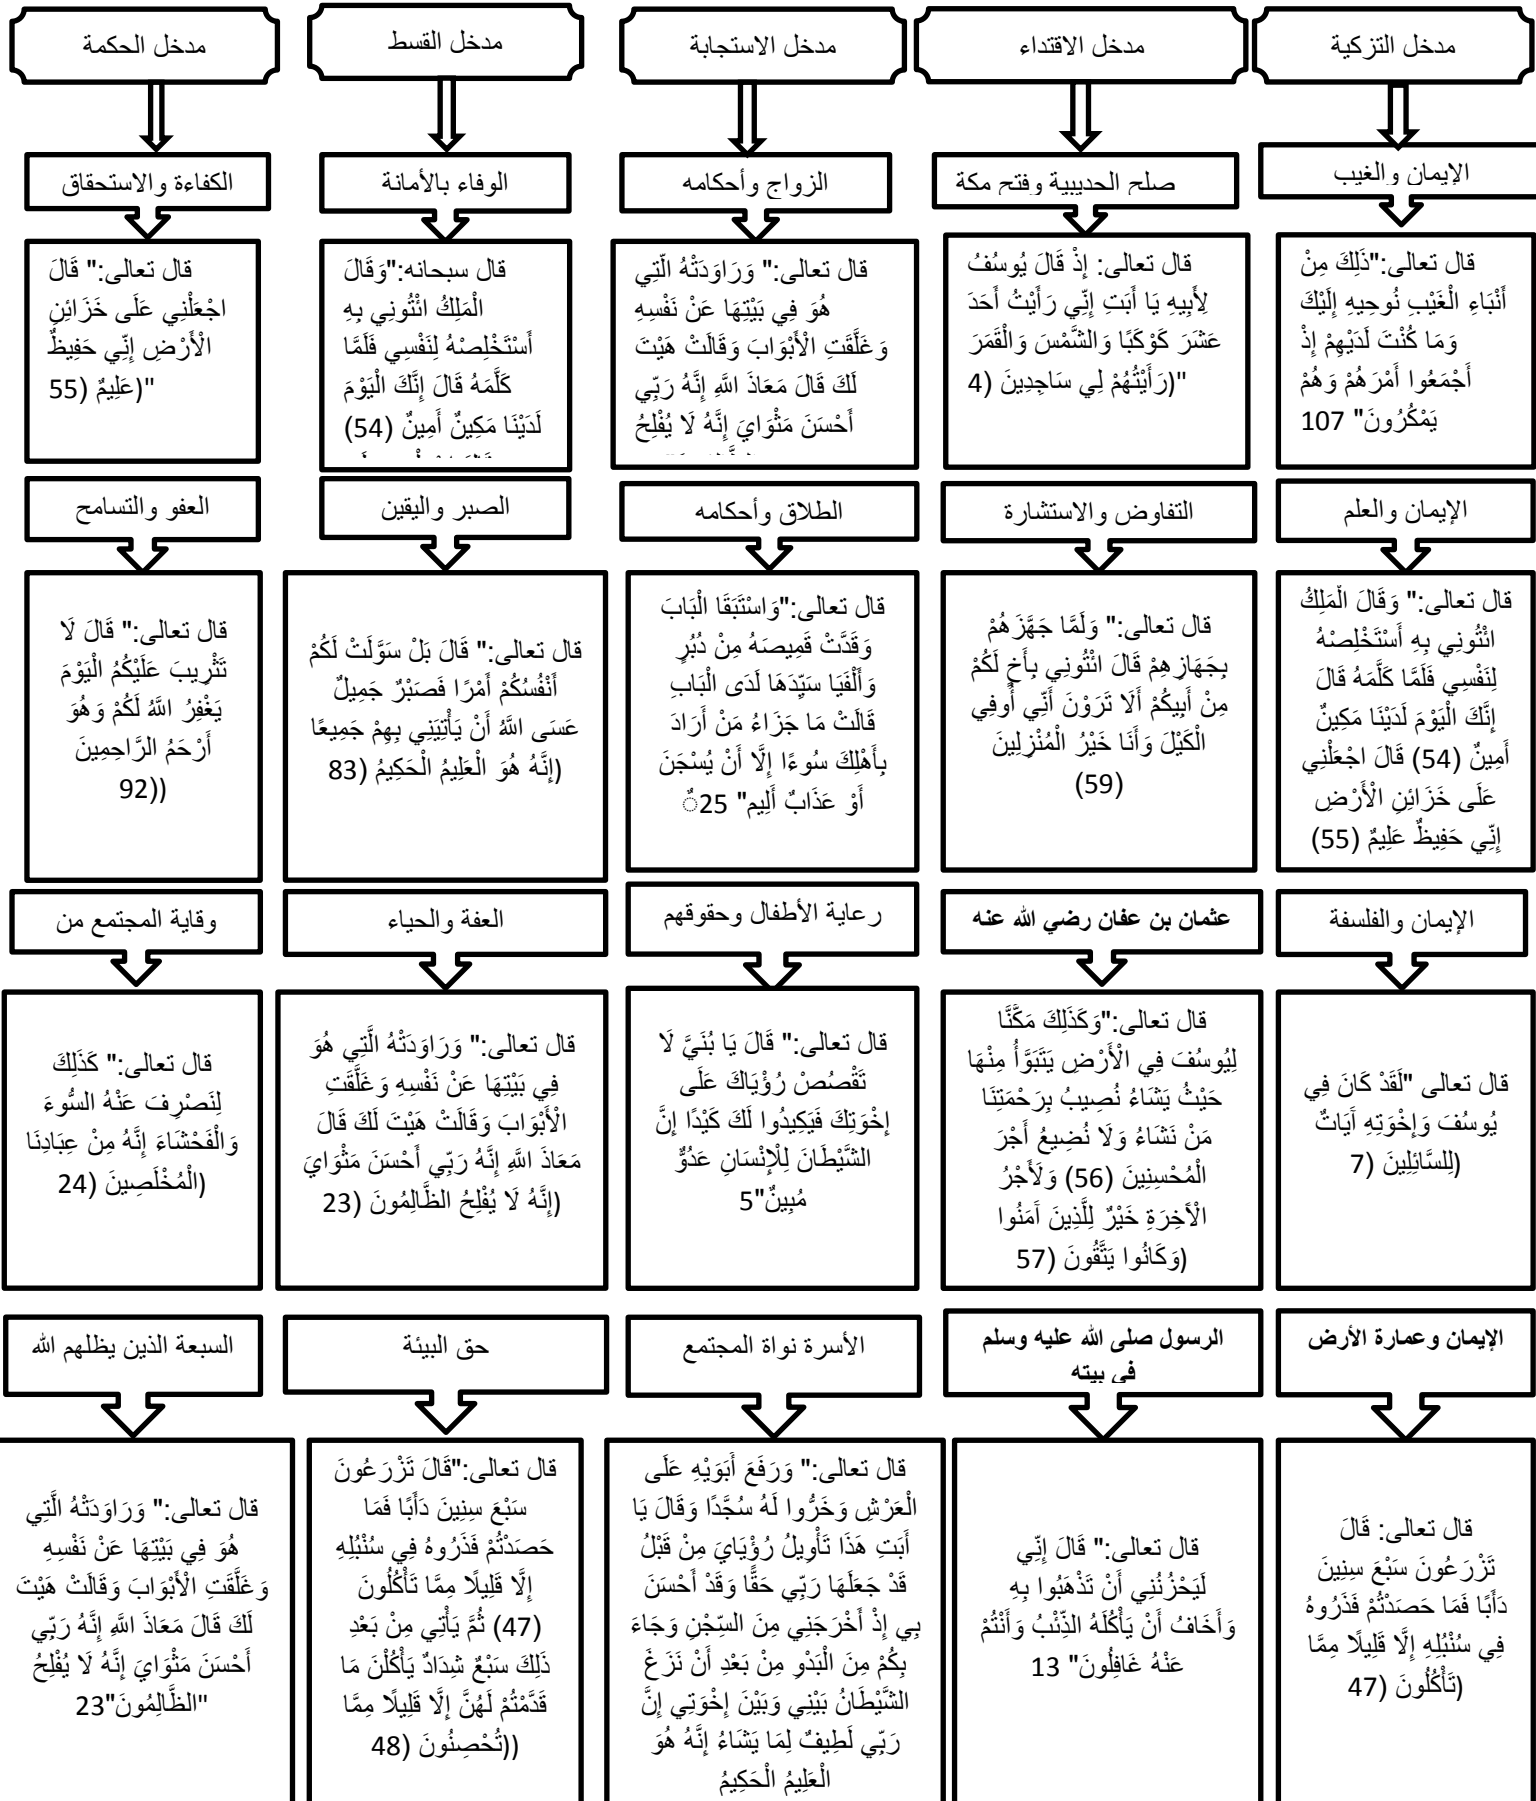 مدخل التزكية
مدخل الاقتداء
مدخل الاستجابة
مدخل القسط
مدخل الحكمة
الإيمان والغيب
صلح الحديبية وفتح مكة
الزواج وأحكامه
الوفاء بالأمانة
الكفاءة والاستحقاق
قال تعالى:"ذَلِكَ مِنْ
أَنْبَاءِ الْغَيْبِ نُوحِيهِ إِلَيْكَ
وَمَا كُنْتَ لَدَيْهِمْ إِذْ
أَجْمَعُوا أَمْرَهُمْ وَهُمْ
يَمْكُرُونَ" 107
قال تعالى: إِذْ قَالَ يُوسُفُ
لِأَبِيهِ يَا أَبَتِ إِنِّي رَأَيْتُ أَحَدَ
عَشَرَ كَوْكَبًا وَالشَّمْسَ وَالْقَمَرَ
"(رَأَيْتُهُمْ لِي سَاجِدِينَ (4
قال تعالى:" وَرَاوَدَتْهُ الَّتِي
هُوَ فِي بَيْتِهَا عَنْ نَفْسِهِ
وَغَلَّقَتِ الْأَبْوَابَ وَقَالَتْ هَيْتَ
لَكَ قَالَ مَعَاذَ اللَّهِ إِنَّهُ رَبِّي
أَحْسَنَ مَثْوَايَ إِنَّهُ لَا يُفْلِحُ
قال سبحانه:"وَقَالَ
الْمَلِكُ ائْتُونِي بِهِ
أَسْتَخْلِصْهُ لِنَفْسِي فَلَمَّا
كَلَّمَهُ قَالَ إِنَّكَ الْيَوْمَ
لَدَيْنَا مَكِينٌ أَمِينٌ (54)
قال تعالى:" قَالَ
اجْعَلْنِي عَلَى خَزَائِنِ
الْأَرْضِ إِنِّي حَفِيظٌ
"(عَلِيمٌ (55
الإيمان والعلم
التفاوض والاستشارة
الطلاق وأحكامه
الصبر واليقين
العفو والتسامح
قال تعالى:" وَقَالَ الْمَلِكُ
ائْتُونِي بِهِ أَسْتَخْلِصْهُ
لِنَفْسِي فَلَمَّا كَلَّمَهُ قَالَ
إِنَّكَ الْيَوْمَ لَدَيْنَا مَكِينٌ
أَمِينٌ (54) قَالَ اجْعَلْنِي
عَلَى خَزَائِنِ الْأَرْضِ
إِنِّي حَفِيظٌ عَلِيمٌ (55)
قال تعالى:" وَلَمَّا جَهَّزَهُمْ
بِجَهَازِهِمْ قَالَ ائْتُونِي بِأَخٍ لَكُمْ
مِنْ أَبِيكُمْ أَلَا تَرَوْنَ أَنِّي أُوفِي
الْكَيْلَ وَأَنَا خَيْرُ الْمُنْزِلِينَ
(59)
قال تعالى:"وَاسْتَبَقَا الْبَابَ
وَقَدَّتْ قَمِيصَهُ مِنْ دُبُرٍ
وَأَلْفَيَا سَيِّدَهَا لَدَى الْبَابِ
قَالَتْ مَا جَزَاءُ مَنْ أَرَادَ
بِأَهْلِكَ سُوءًا إِلَّا أَنْ يُسْجَنَ
أَوْ عَذَابٌ أَلِيم" 25ٌ
قال تعالى:" قَالَ بَلْ سَوَّلَتْ لَكُمْ
أَنْفُسُكُمْ أَمْرًا فَصَبْرٌ جَمِيلٌ
عَسَى اللَّهُ أَنْ يَأْتِيَنِي بِهِمْ جَمِيعًا
(إِنَّهُ هُوَ الْعَلِيمُ الْحَكِيمُ (83
قال تعالى:" قَالَ لَا
تَثْرِيبَ عَلَيْكُمُ الْيَوْمَ
يَغْفِرُ اللَّهُ لَكُمْ وَهُوَ
أَرْحَمُ الرَّاحِمِينَ
((92
الإيمان والفلسفة
عثمان بن عفان رضي الله عنه
رعاية الأطفال وحقوقهم
العفة والحياء
وقاية المجتمع من
قال تعالى "لَقَدْ كَانَ فِي
يُوسُفَ وَإِخْوَتِهِ آَيَاتٌ
(لِلسَّائِلِينَ (7
قال تعالى:"وَكَذَلِكَ مَكَّنَّا
لِيُوسُفَ فِي الْأَرْضِ يَتَبَوَّأُ مِنْهَا
حَيْثُ يَشَاءُ نُصِيبُ بِرَحْمَتِنَا
مَنْ نَشَاءُ وَلَا نُضِيعُ أَجْرَ
الْمُحْسِنِينَ (56) وَلَأَجْرُ
الْآَخِرَةِ خَيْرٌ لِلَّذِينَ آَمَنُوا
(وَكَانُوا يَتَّقُونَ (57
قال تعالى:" قَالَ يَا بُنَيَّ لَا
تَقْصُصْ رُؤْيَاكَ عَلَى
إِخْوَتِكَ فَيَكِيدُوا لَكَ كَيْدًا إِنَّ
الشَّيْطَانَ لِلْإِنْسَانِ عَدُوٌّ
مُبِينٌ"5
قال تعالى:" وَرَاوَدَتْهُ الَّتِي هُوَ
فِي بَيْتِهَا عَنْ نَفْسِهِ وَغَلَّقَتِ
الْأَبْوَابَ وَقَالَتْ هَيْتَ لَكَ قَالَ
مَعَاذَ اللَّهِ إِنَّهُ رَبِّي أَحْسَنَ مَثْوَايَ
(إِنَّهُ لَا يُفْلِحُ الظَّالِمُونَ (23
قال تعالى:" كَذَلِكَ
لِنَصْرِفَ عَنْهُ السُّوءَ
وَالْفَحْشَاءَ إِنَّهُ مِنْ عِبَادِنَا
(الْمُخْلَصِينَ (24
الإيمان وعمارة الأرض
الرسول صلى الله عليه وسلم
في بيته
الأسرة نواة المجتمع
حق البيئة
السبعة الذين يظلهم الله
قال تعالى: قَالَ
تَزْرَعُونَ سَبْعَ سِنِينَ
دَأَبًا فَمَا حَصَدْتُمْ فَذَرُوهُ
فِي سُنْبُلِهِ إِلَّا قَلِيلًا مِمَّا
(تَأْكُلُونَ (47
قال تعالى:" قَالَ إِنِّي
لَيَحْزُنُنِي أَنْ تَذْهَبُوا بِهِ
وَأَخَافُ أَنْ يَأْكُلَهُ الذِّئْبُ وَأَنْتُمْ
عَنْهُ غَافِلُونَ" 13
قال تعالى:" وَرَفَعَ أَبَوَيْهِ عَلَى
الْعَرْشِ وَخَرُّوا لَهُ سُجَّدًا وَقَالَ يَا
أَبَتِ هَذَا تَأْوِيلُ رُؤْيَايَ مِنْ قَبْلُ
قَدْ جَعَلَهَا رَبِّي حَقًّا وَقَدْ أَحْسَنَ
بِي إِذْ أَخْرَجَنِي مِنَ السِّجْنِ وَجَاءَ
بِكُمْ مِنَ الْبَدْوِ مِنْ بَعْدِ أَنْ نَزَغَ
الشَّيْطَانُ بَيْنِي وَبَيْنَ إِخْوَتِي إِنَّ
رَبِّي لَطِيفٌ لِمَا يَشَاءُ إِنَّهُ هُوَ
الْعَلِيمُ الْحَكِيمُ
قال تعالى:"قَالَ تَزْرَعُونَ
سَبْعَ سِنِينَ دَأَبًا فَمَا
حَصَدْتُمْ فَذَرُوهُ فِي سُنْبُلِهِ
إِلَّا قَلِيلًا مِمَّا تَأْكُلُونَ
(47) ثُمَّ يَأْتِي مِنْ بَعْدِ
ذَلِكَ سَبْعٌ شِدَادٌ يَأْكُلْنَ مَا
قَدَّمْتُمْ لَهُنَّ إِلَّا قَلِيلًا مِمَّا
((تُحْصِنُونَ (48
قال تعالى:" وَرَاوَدَتْهُ الَّتِي
هُوَ فِي بَيْتِهَا عَنْ نَفْسِهِ
وَغَلَّقَتِ الْأَبْوَابَ وَقَالَتْ هَيْتَ
لَكَ قَالَ مَعَاذَ اللَّهِ إِنَّهُ رَبِّي
أَحْسَنَ مَثْوَايَ إِنَّهُ لَا يُفْلِحُ
"الظَّالِمُونَ"23